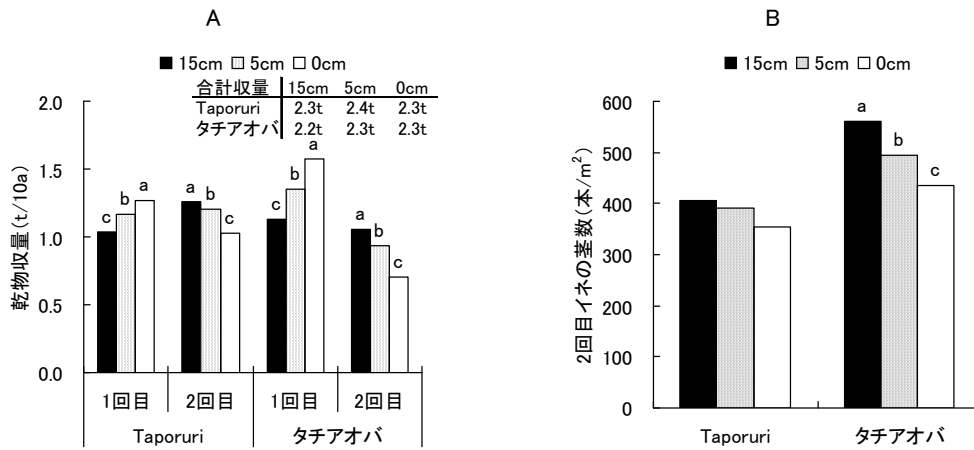 A
■15cm ▒5cm □0cm
合計収量 15cm 5cm 0cm
Taporuri 2.3t 2.4t 2.3t
タチアオバ 2.2t 2.3t 2.3t
乾物収量(t/10a)
2.0
1.5
1.0
0.5
0.0
c b a
a b c
c b a
a b c
1回目 2回目 1回目 2回目
Taporuri タチアオバ
B
■15cm ▒5cm □0cm
2回目イネの茎数(本/m²)
600
500
400
300
200
100
0
a b c
Taporuri タチアオバ